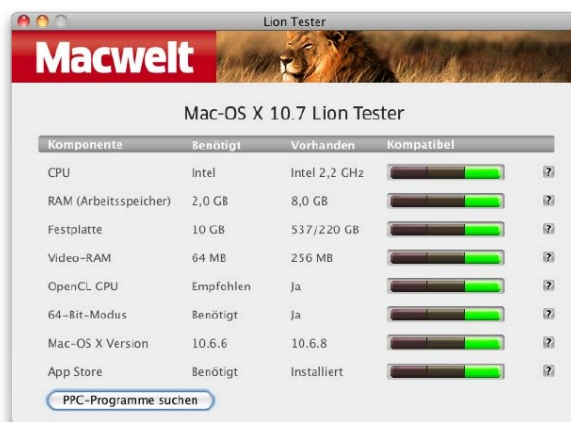 Lion Tester
Macwelt
Mac-OS X 10.7 Lion Tester
Komponente Benötigt Vorhanden Kompatibel
CPU Intel Intel 2,2 GHz ?
RAM (Arbeitsspeicher) 2,0 GB 8,0 GB ?
Festplatte 10 GB 537/220 GB ?
Video-RAM 64 MB 256 MB ?
OpenCL GPU Empfohlen Ja ?
64-Bit-Modus Benötigt Ja ?
Mac-OS X Version 10.6.6 10.6.8 ?
App Store Benötigt Installiert ?
PPC-Programme suchen